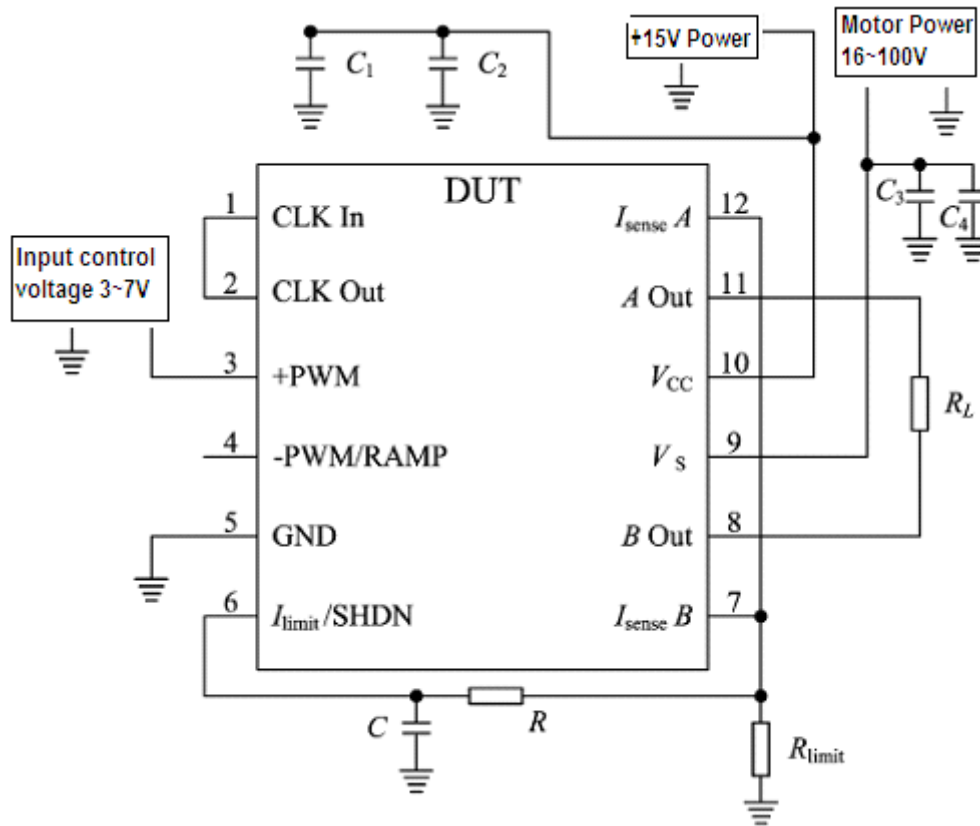 Motor Power
16~100V
+15V Power
C1
C2
C3
C4
DUT
1
CLK In
Isense A
12
Input control
voltage 3~7V
2
CLK Out
A Out
11
3
+PWM
VCC
10
RL
4
-PWM/RAMP
VS
9
5
GND
B Out
8
6
Ilimit/SHDN
Isense B
7
C
R
Rlimit